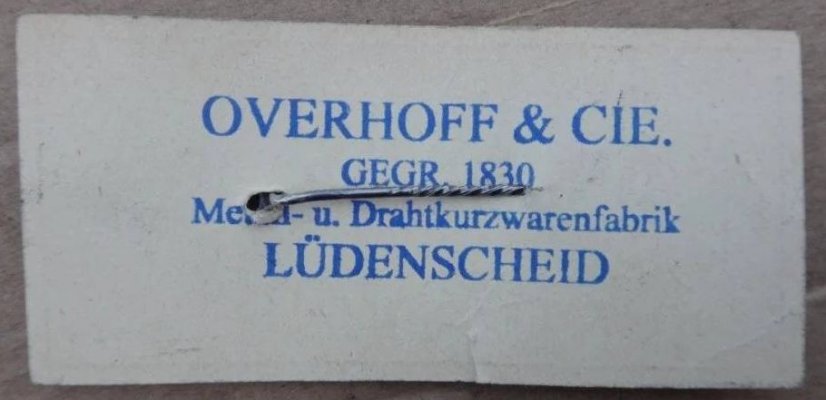 OVERHOFF & CIE.
GEGR. 1830
u. Drahtkurzwarenfabrik
LÜDENSCHEID